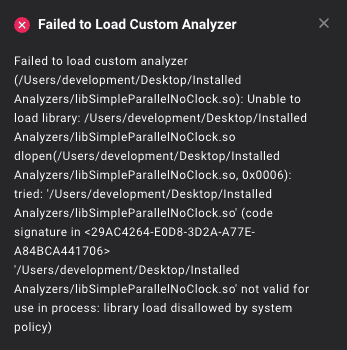 Failed to Load Custom Analyzer
Failed to load custom analyzer
(/Users/development/Desktop/Installed
Analyzers/libSimpleParallelNoClock.so): Unable to
load library: /Users/development/Desktop/Installed
Analyzers/libSimpleParallelNoClock.so
dlopen(/Users/development/Desktop/Installed
Analyzers/libSimpleParallelNoClock.so, 0x0006):
tried: '/Users/development/Desktop/Installed
Analyzers/libSimpleParallelNoClock.so' (code
signature in <29AC4264-E0D8-3D2A-A77E-
A84BCA441706>
'/Users/development/Desktop/Installed
Analyzers/libSimpleParallelNoClock.so' not valid for
use in process: library load disallowed by system
policy)